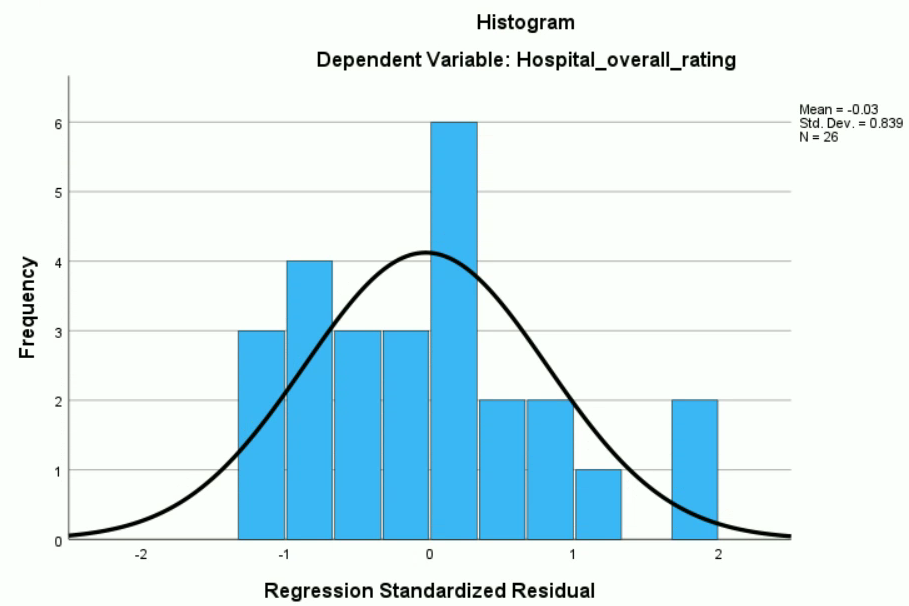 Histogram
Dependent Variable: Hospital_overall_rating
Mean = -0.03
Std. Dev. = 0.839
N = 26
6
5
4
3
2
1
0
Frequency
-2
-1
0
1
2
Regression Standardized Residual